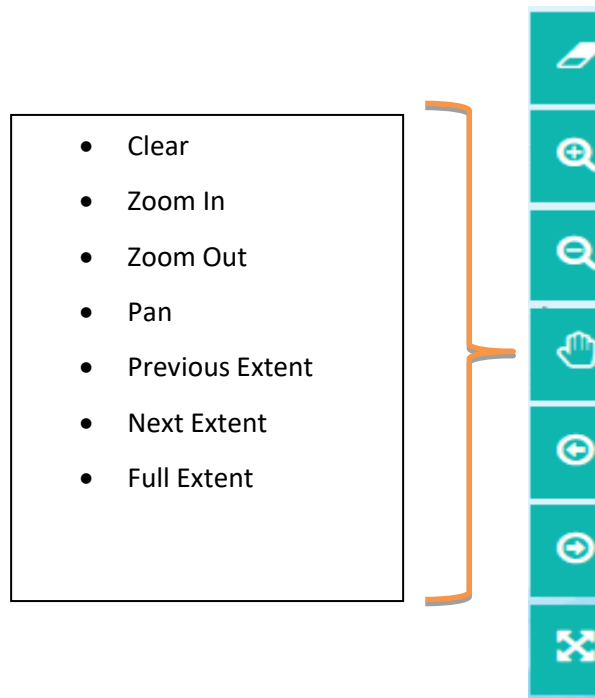 • Clear
• Zoom In
• Zoom Out
• Pan
• Previous Extent
• Next Extent
• Full Extent